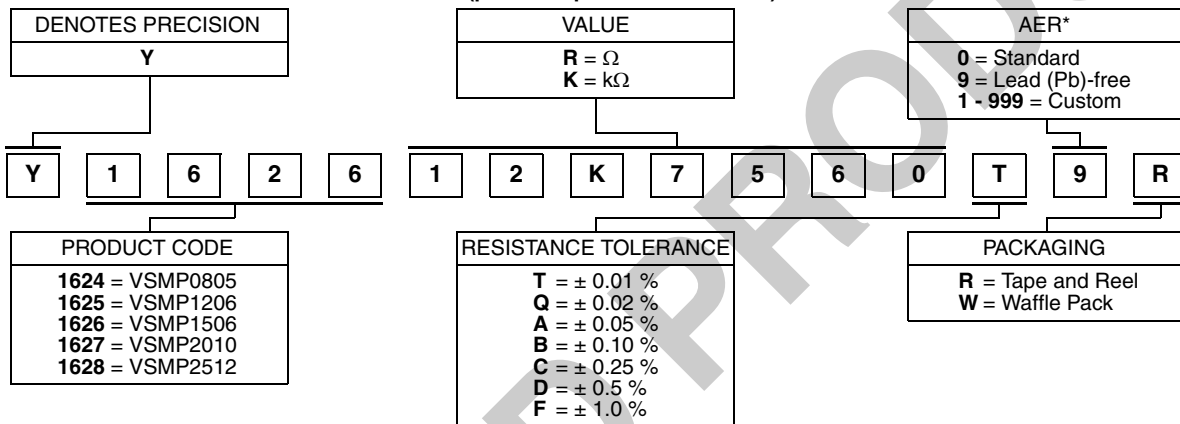 DENOTES PRECISION
Y
VALUE
R = Ω
K = kΩ
AER*
0 = Standard
9 = Lead (Pb)-free
1 - 999 = Custom
Y 1 6 2 6 1 2 K 7 5 6 0 T 9 R
PRODUCT CODE
1624 = VSMP0805
1625 = VSMP1206
1626 = VSMP1506
1627 = VSMP2010
1628 = VSMP2512
RESISTANCE TOLERANCE
T = ± 0.01 %
Q = ± 0.02 %
A = ± 0.05 %
B = ± 0.10 %
C = ± 0.25 %
D = ± 0.5 %
F = ± 1.0 %
PACKAGING
R = Tape and Reel
W = Waffle Pack